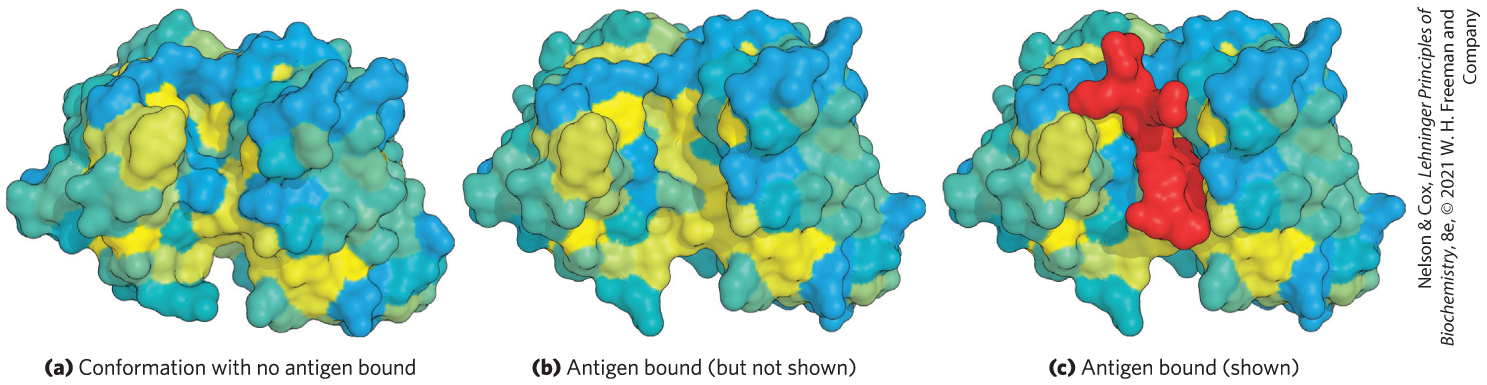 (a) Conformation with no antigen bound
(b) Antigen bound (but not shown)
(c) Antigen bound (shown)
Nelson & Cox, Lehninger Principles of
Biochemistry, 8e, © 2021 W. H. Freeman and
Company